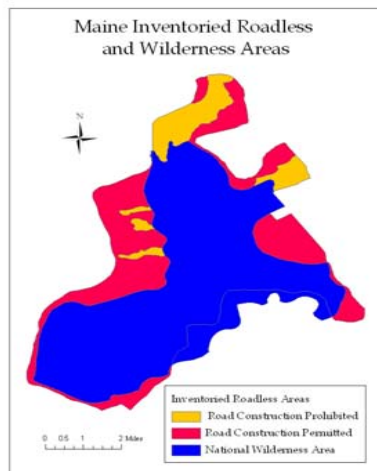 Maine Inventoried Roadless
and Wilderness Areas
N
Inventoried Roadless Areas
Road Construction Prohibited
Road Construction Permitted
National Wilderness Area
0 0.5 1 2 Miles